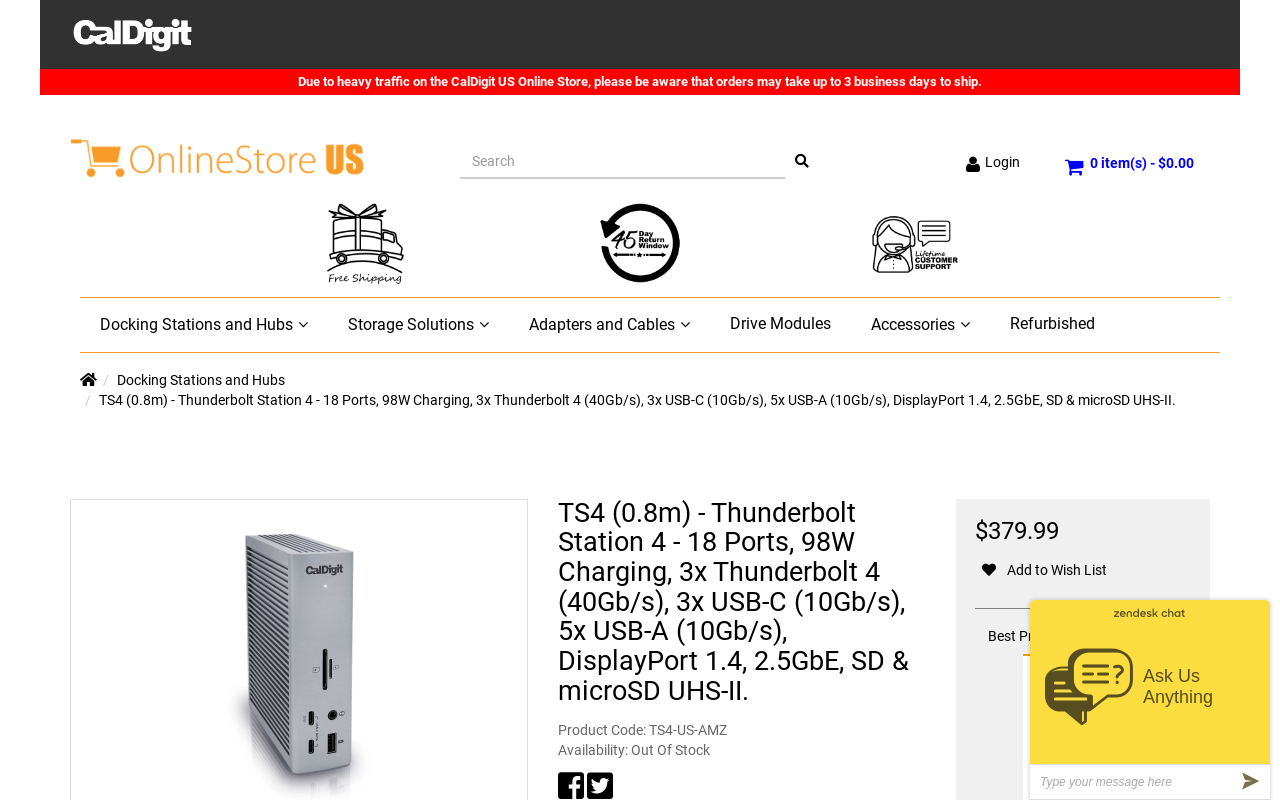 CalDigit
Due to heavy traffic on the CalDigit US Online Store, please be aware that orders may take up to 3 business days to ship.
OnlineStore US
Search
Login
0 item(s) - $0.00
Free Shipping
45 Day Return Window
Lifetime CUSTOMER SUPPORT
Docking Stations and Hubs
Storage Solutions
Adapters and Cables
Drive Modules
Accessories
Refurbished
/ Docking Stations and Hubs
/ TS4 (0.8m) - Thunderbolt Station 4 - 18 Ports, 98W Charging, 3x Thunderbolt 4 (40Gb/s), 3x USB-C (10Gb/s), 5x USB-A (10Gb/s), DisplayPort 1.4, 2.5GbE, SD & microSD UHS-II.
CalDigit
TS4 (0.8m) - Thunderbolt
Station 4 - 18 Ports, 98W
Charging, 3x Thunderbolt 4
(40Gb/s), 3x USB-C (10Gb/s),
5x USB-A (10Gb/s),
DisplayPort 1.4, 2.5GbE, SD &
microSD UHS-II.
Product Code: TS4-US-AMZ
Availability: Out Of Stock
$379.99
Add to Wish List
Best Pr
zendesk chat
Ask Us
Anything
Type your message here